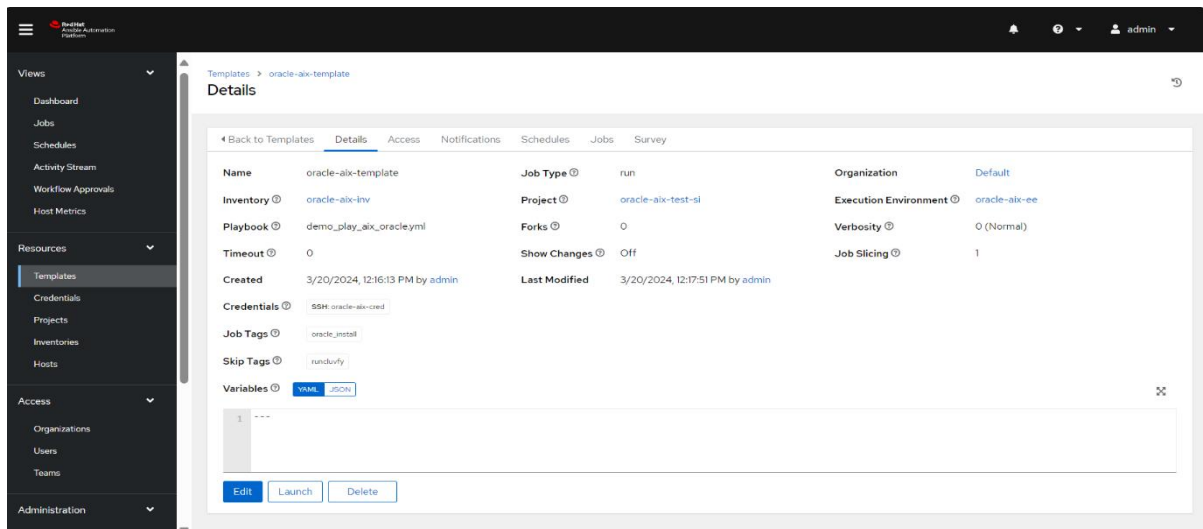 Red Hat
Ansible Automation
Platform
admin
Views
Dashboard
Jobs
Schedules
Activity Stream
Workflow Approvals
Host Metrics
Resources
Templates
Credentials
Projects
Inventories
Hosts
Access
Organizations
Users
Teams
Administration
Templates > oracle-aix-template
Details
Back to Templates Details Access Notifications Schedules Jobs Survey
Name oracle-aix-template Job Type run Organization Default
Inventory oracle-aix-inv Project oracle-aix-test-si Execution Environment oracle-aix-ee
Playbook demo_play_aix_oracle.yml Forks 0 Verbosity 0 (Normal)
Timeout 0 Show Changes Off Job Slicing 1
Created 3/20/2024, 12:16:13 PM by admin Last Modified 3/20/2024, 12:17:51 PM by admin
Credentials SSH: oracle-aix-cred
Job Tags oracle_install
Skip Tags runcluvfy
Variables YAML JSON
1 ---
Edit Launch Delete